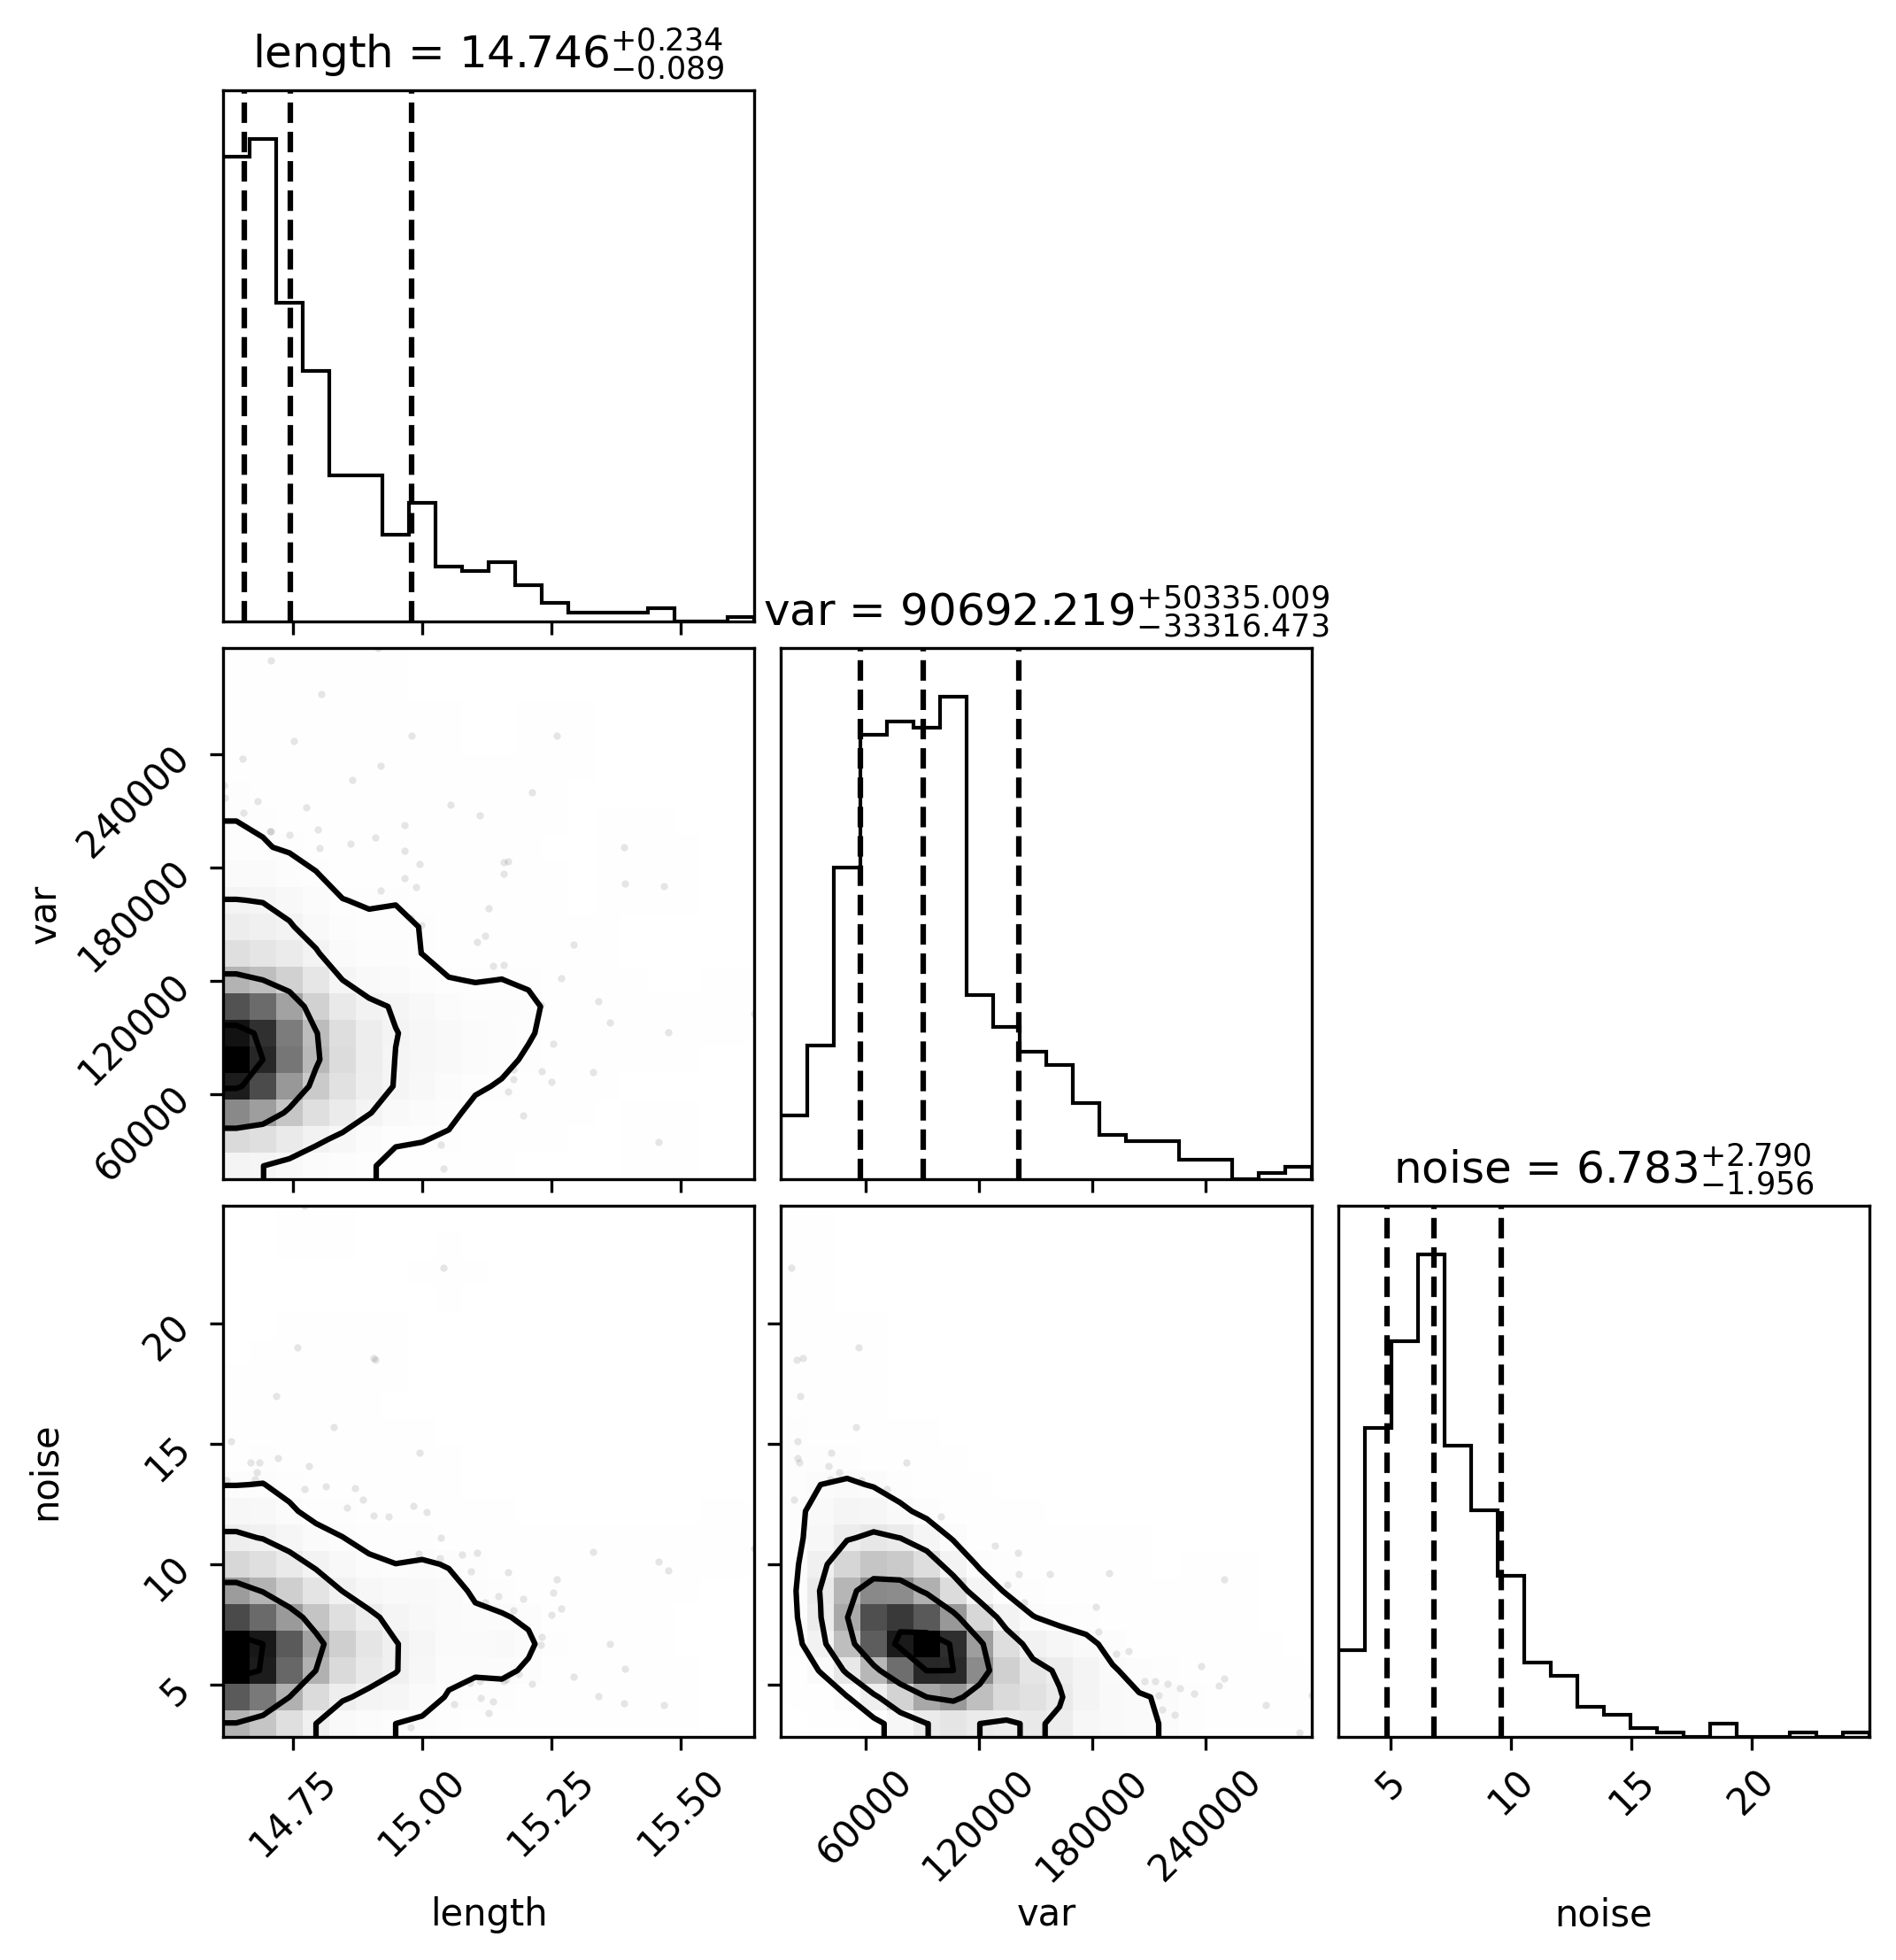 length = 14.746 +0.234 −0.089
var = 90692.219 +50335.009 −33316.473
240000
180000
120000
60000
var
noise = 6.783 +2.790 −1.956
20
15
10
5
noise
14.75 15.00 15.25 15.50
60000 120000 180000 240000
5 10 15 20
length
var
noise